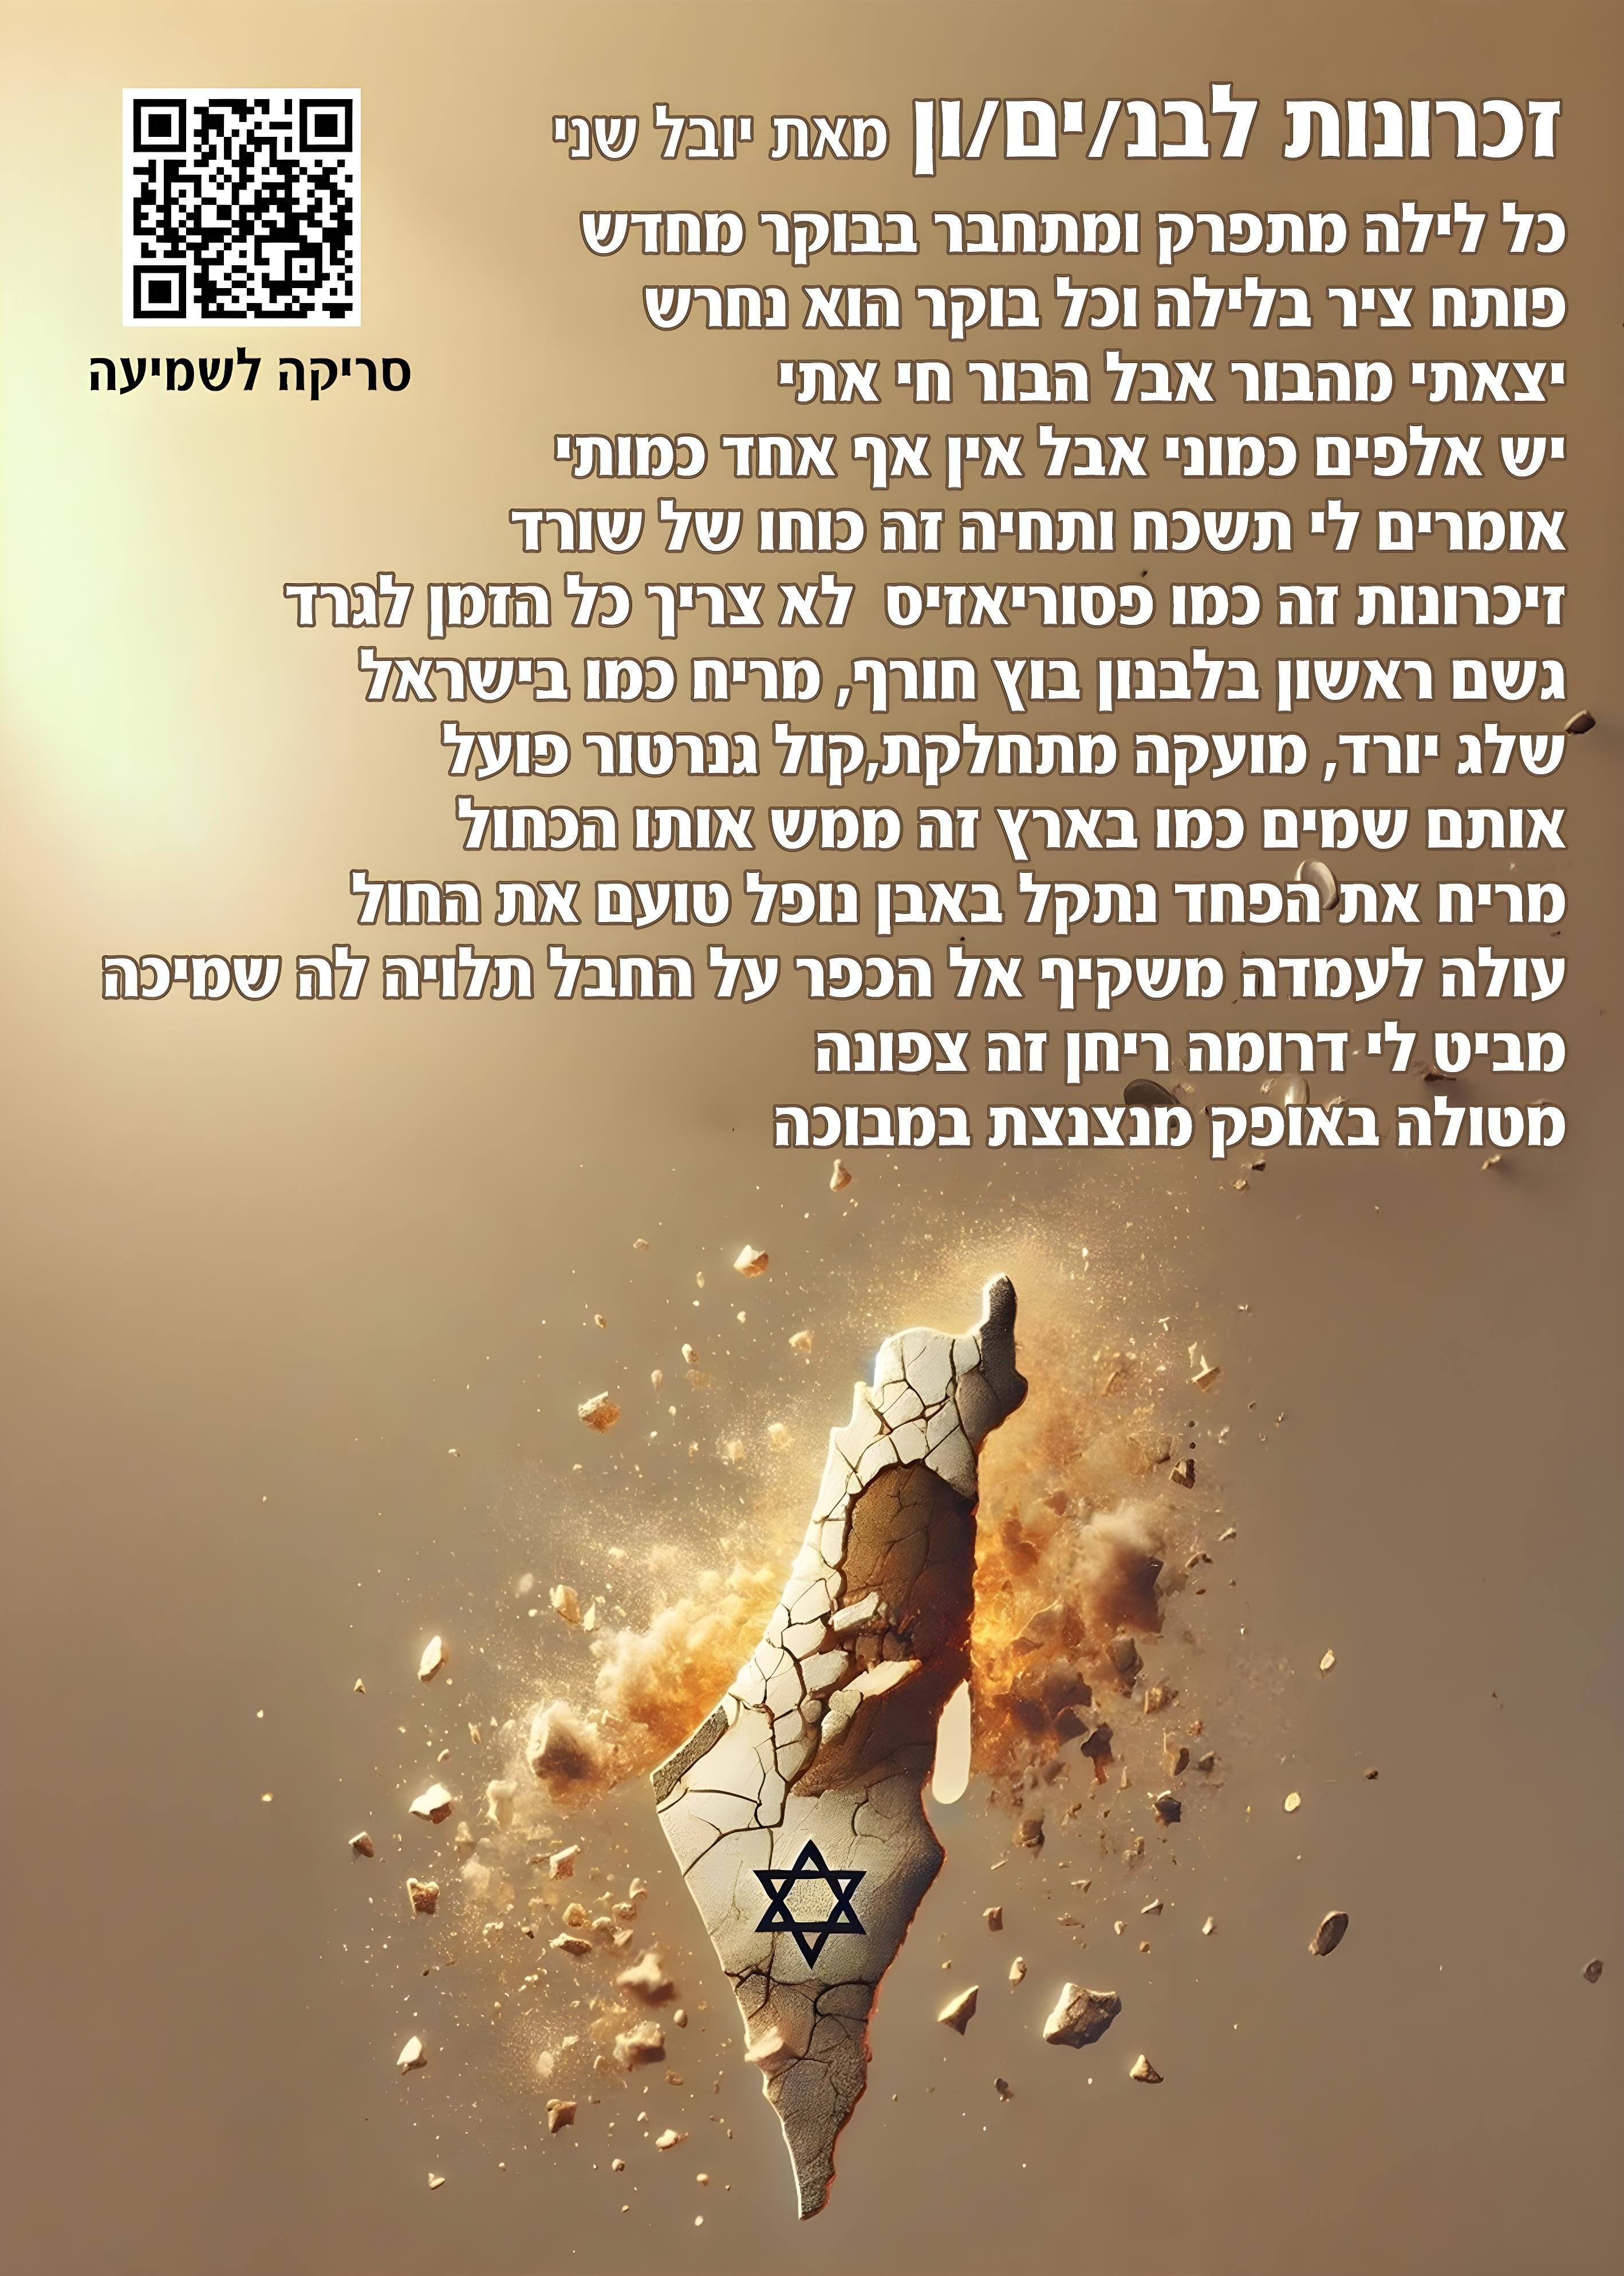 זכרונות לבנ/ים/ון מאת יובל שני
כל לילה מתפרק ומתחבר בבוקר מחדש
פותח ציר בלילה וכל בוקר הוא נחרש
יצאתי מהבור אבל הבור חי אתי
יש אלפים כמוני אבל אין אף אחד כמותי
אומרים לי תשכח ותחיה זה כוחו של שורד
זיכרונות זה כמו פסוריאזיס  לא צריך כל הזמן לגרד
גשם ראשון בלבנון בוץ חורף, מריח כמו בישראל
שלג יורד, מועקה מתחלקת,קול גנרטור פועל
אותם שמים כמו בארץ זה ממש אותו הכחול
מריח את הפחד נתקל באבן נופל טועם את החול
עולה לעמדה משקיף אל הכפר על החבל תלויה לה שמיכה
מביט לי דרומה ריחן זה צפונה
מטולה באופק מנצנצת במבוכה
סריקה לשמיעה